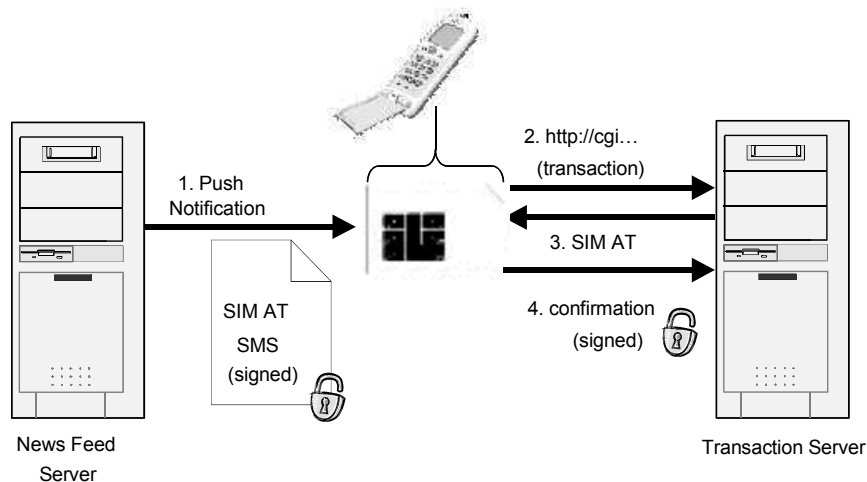 1. Push
Notification
SIM AT
SMS
(signed)
2. http://cgi…
(transaction)
3. SIM AT
4. confirmation
(signed)
News Feed
Server
Transaction Server